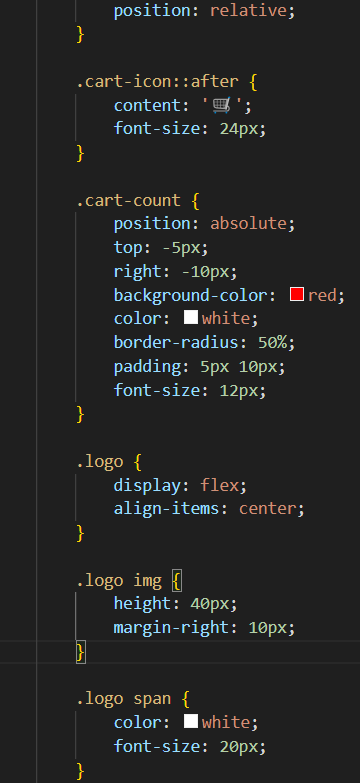 position: relative;
}
.cart-icon::after {
content: '🛒';
font-size: 24px;
}
.cart-count {
position: absolute;
top: -5px;
right: -10px;
background-color: red;
color: white;
border-radius: 50%;
padding: 5px 10px;
font-size: 12px;
}
.logo {
display: flex;
align-items: center;
}
.logo img {
height: 40px;
margin-right: 10px;
}
.logo span {
color: white;
font-size: 20px;
}